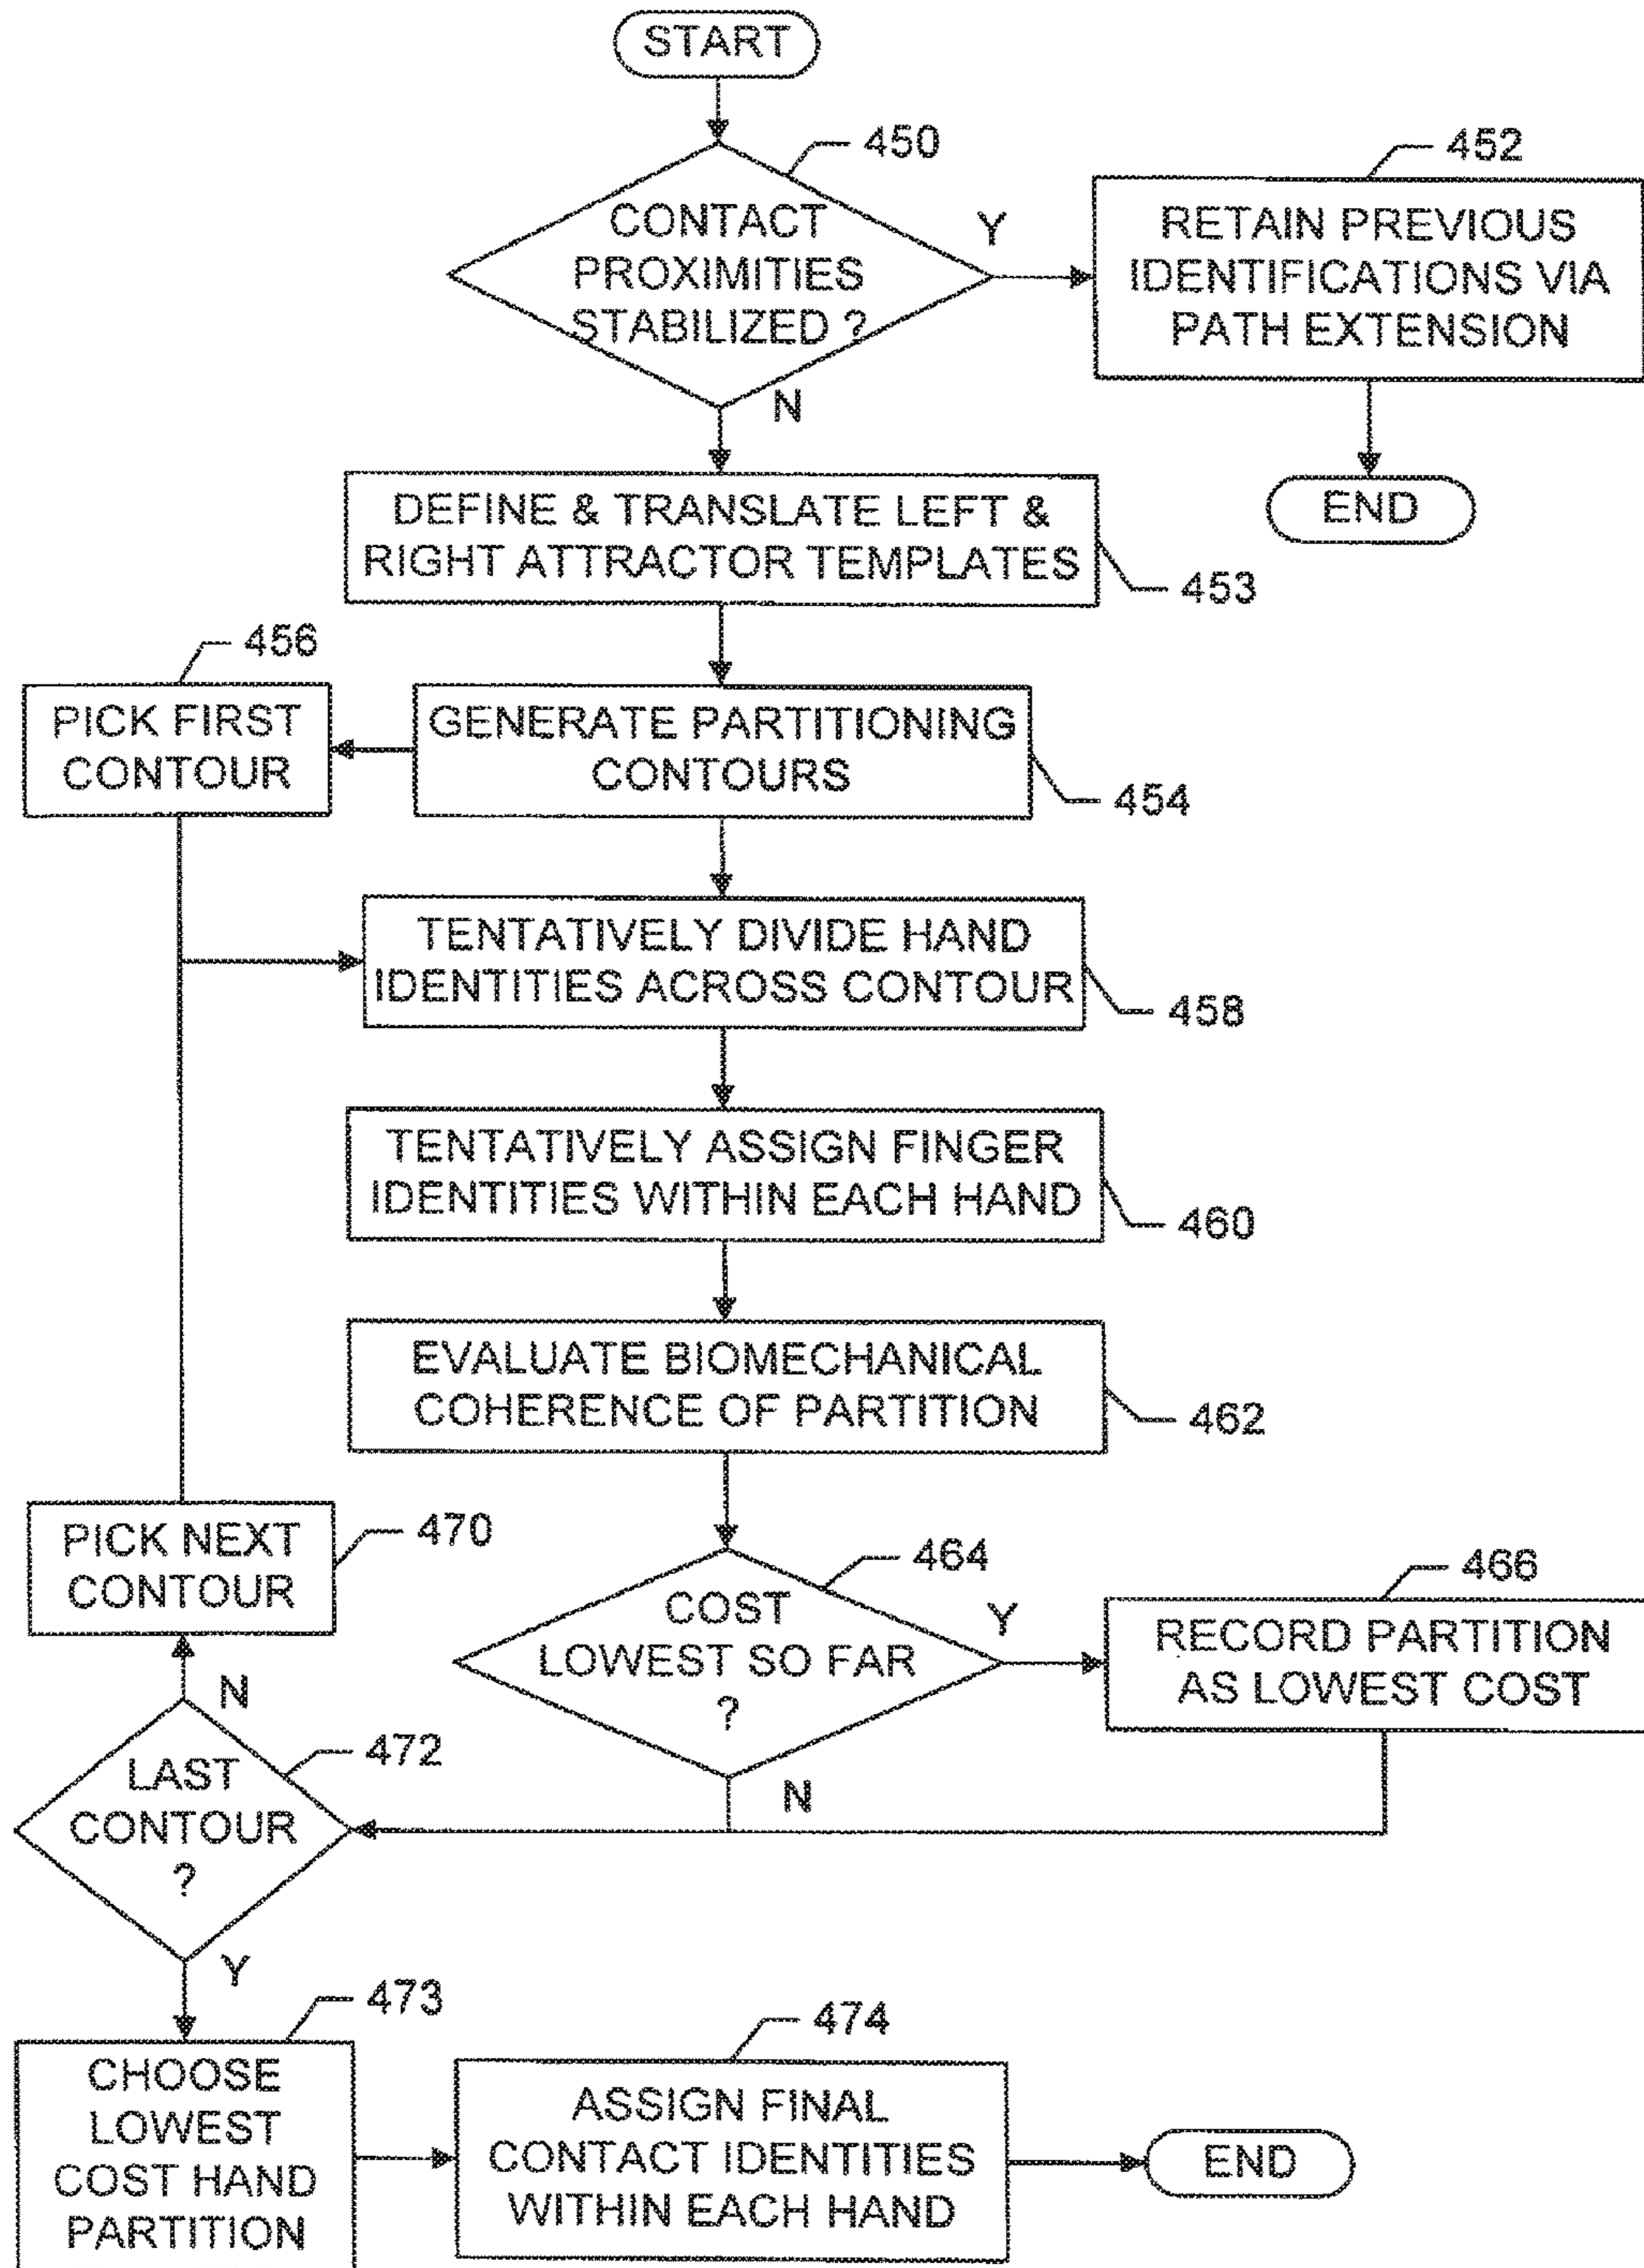 START
450
CONTACT
PROXIMITIES
STABILIZED ?
Y
N
452
RETAIN PREVIOUS
IDENTIFICATIONS VIA
PATH EXTENSION
END
DEFINE & TRANSLATE LEFT &
RIGHT ATTRACTOR TEMPLATES
453
456
PICK FIRST
CONTOUR
GENERATE PARTITIONING
CONTOURS
454
TENTATIVELY DIVIDE HAND
IDENTITIES ACROSS CONTOUR
458
TENTATIVELY ASSIGN FINGER
IDENTITIES WITHIN EACH HAND
460
EVALUATE BIOMECHANICAL
COHERENCE OF PARTITION
462
PICK NEXT
CONTOUR
470
464
COST
LOWEST SO FAR
?
Y
N
466
RECORD PARTITION
AS LOWEST COST
N
472
LAST
CONTOUR
?
Y
473
CHOOSE
LOWEST
COST HAND
PARTITION
474
ASSIGN FINAL
CONTACT IDENTITIES
WITHIN EACH HAND
END